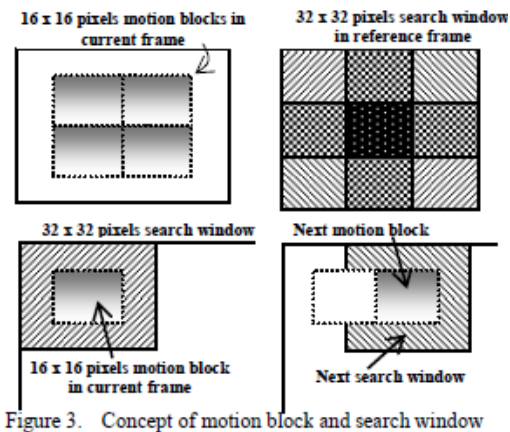 16 x 16 pixels motion blocks in
current frame
32 x 32 pixels search window
in reference frame
32 x 32 pixels search window
Next motion block
16 x 16 pixels motion block
in current frame
Next search window
Figure 3. Concept of motion block and search window